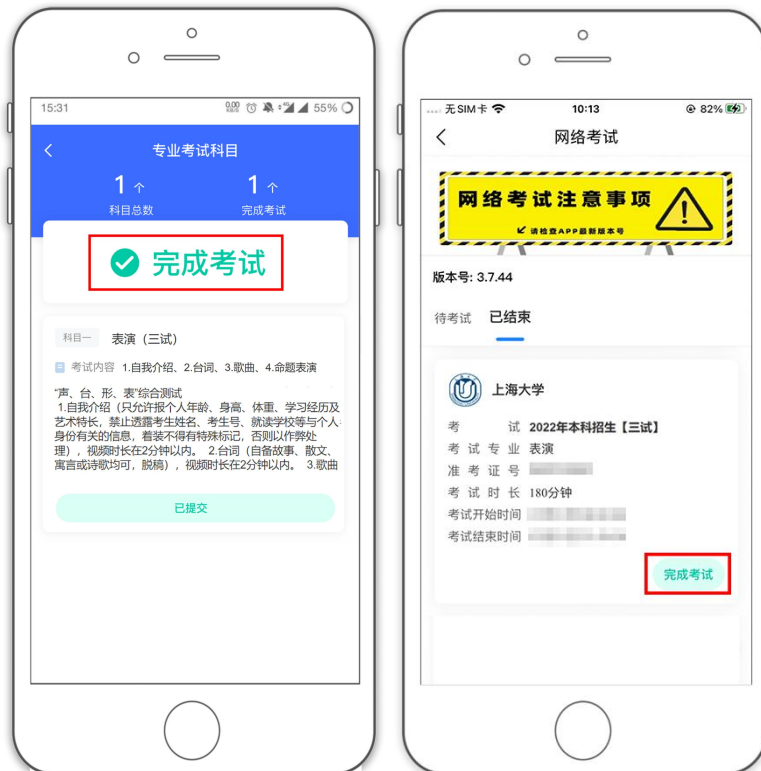 15:31
0.00
KB/S
4G
55%
专业考试科目
1 个
1 个
科目总数
完成考试
完成考试
科目一
表演（三试）
考试内容 1.自我介绍、2.台词、3.歌曲、4.命题表演
“声、台、形、表”综合测试
1.自我介绍（只允许报个人年龄、身高、体重、学习经历及
艺术特长，禁止透露考生姓名、考生号、就读学校等与个人
身份有关的信息，着装不得有特殊标记，否则以作弊处
理），视频时长在2分钟以内。 2.台词（自备故事、散文、
寓言或诗歌均可，脱稿），视频时长在2分钟以内。 3.歌曲
已提交
无SIM卡
10:13
82%
网络考试
网络考试注意事项
请检查APP最新版本号
版本号: 3.7.44
待考试 已结束
上海大学
考 试 2022年本科招生【三试】
考试专业 表演
准考证号
考试时长 180分钟
考试开始时间
考试结束时间
完成考试